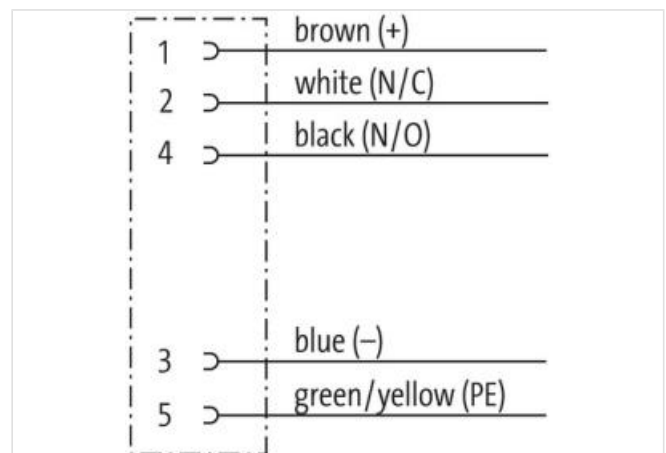 1 brown (+)
2 white (N/C)
4 black (N/O)
3 blue (–)
5 green/yellow (PE)